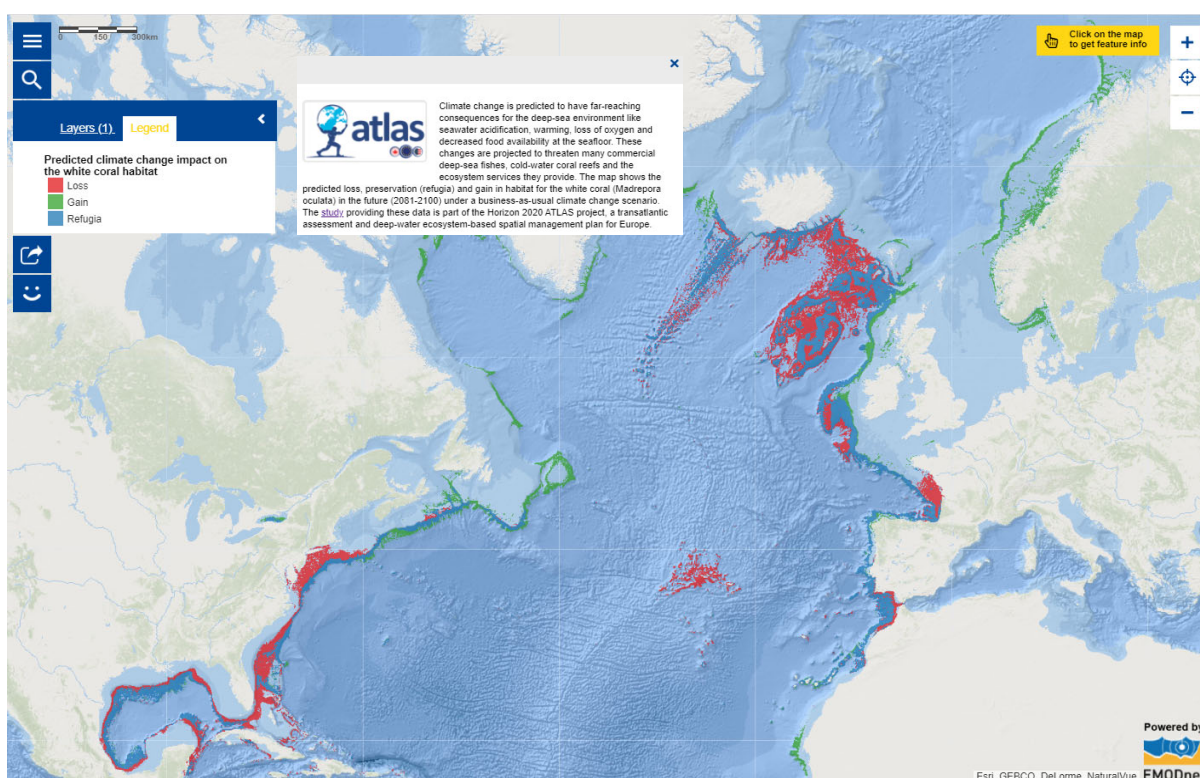 0 150 300km
Click on the map
to get feature info
Layers (1)
Legend
Predicted climate change impact on
the white coral habitat
Loss
Gain
Refugia
atlas
Climate change is predicted to have far-reaching
consequences for the deep-sea environment like
seawater acidification, warming, loss of oxygen and
decreased food availability at the seafloor. These
changes are projected to threaten many commercial
deep-sea fishes, cold-water coral reefs and the
ecosystem services they provide. The map shows the
predicted loss, preservation (refugia) and gain in habitat for the white coral (Madrepora
oculata) in the future (2081-2100) under a business-as-usual climate change scenario.
The study providing these data is part of the Horizon 2020 ATLAS project, a transatlantic
assessment and deep-water ecosystem-based spatial management plan for Europe.
Powered by
Esri, GEBCO, DeLorme, NaturalVue
EMODne